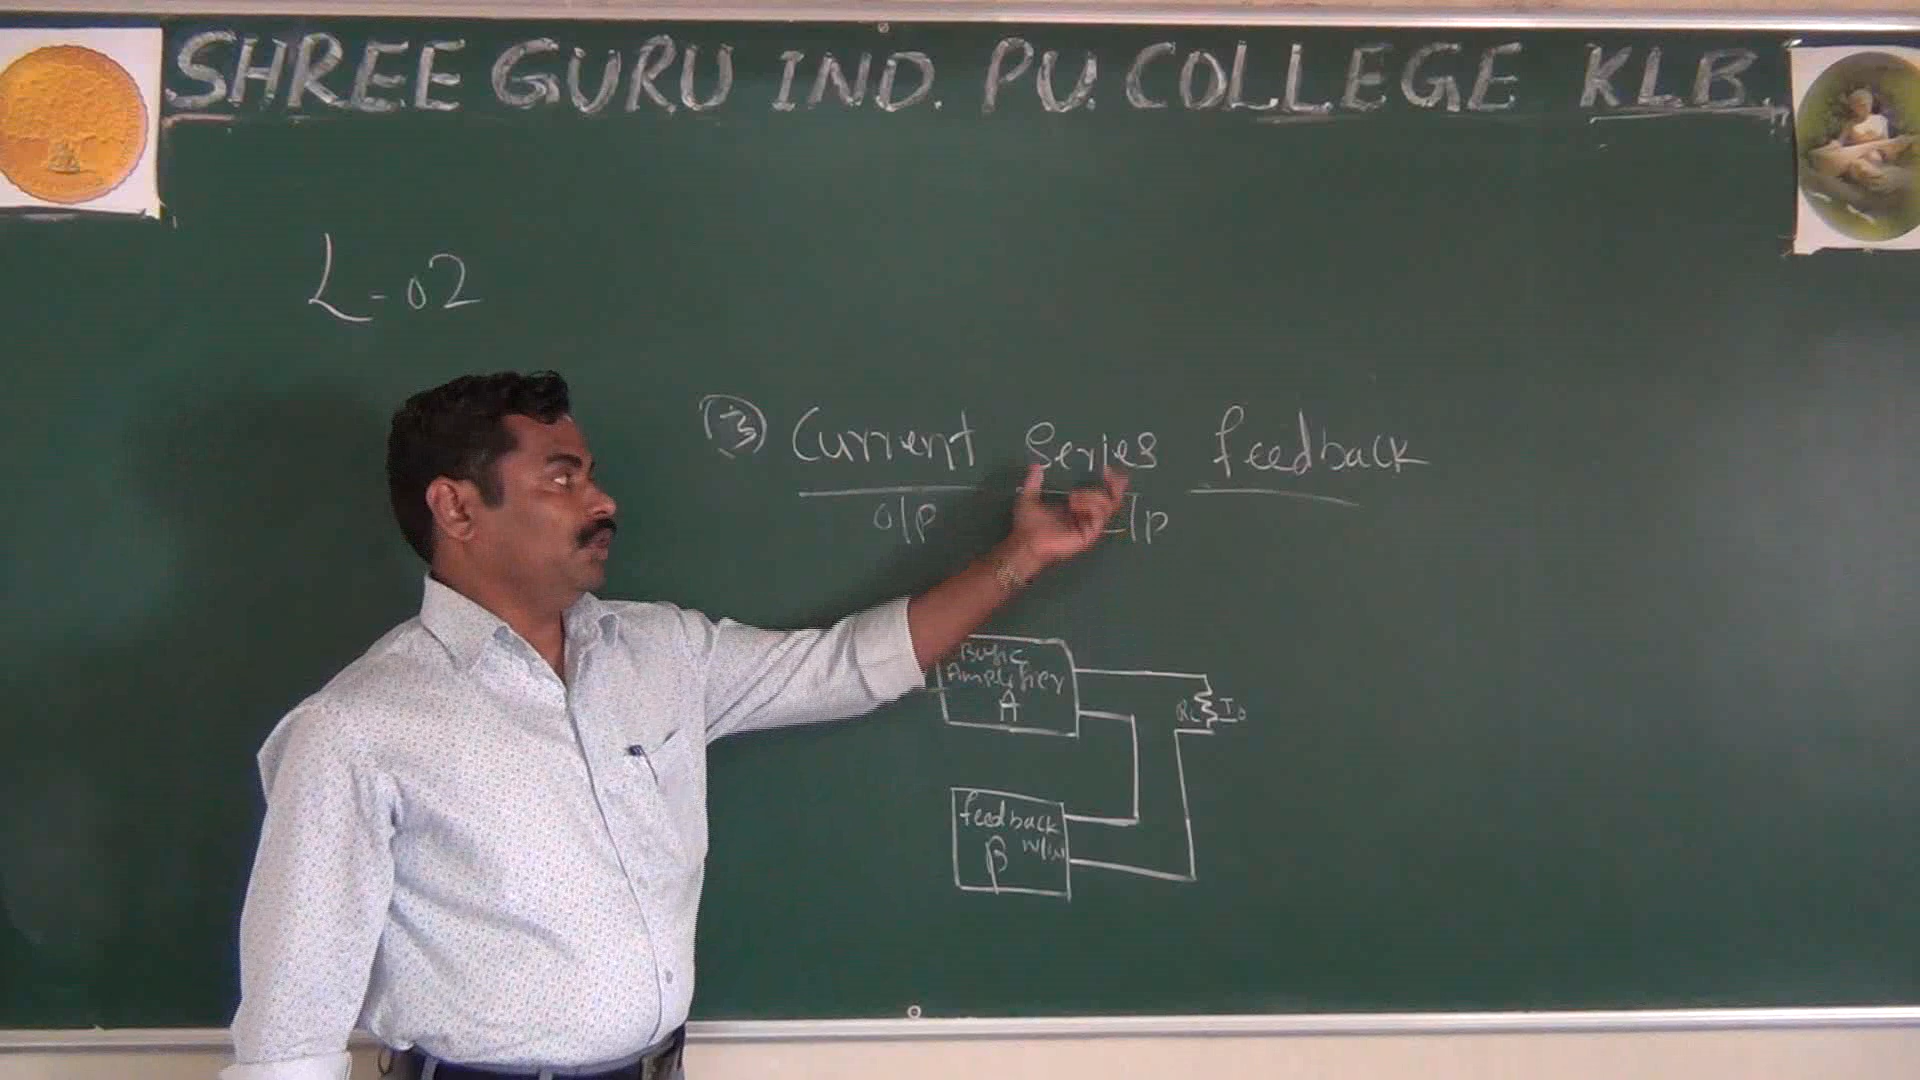 SHREE GURU IND. PU. COLLEGE KLB.
L-02
③ Current Series feedback
o/p I/p
Basic
Amplifier
A
RL Io
feedback
β N/W